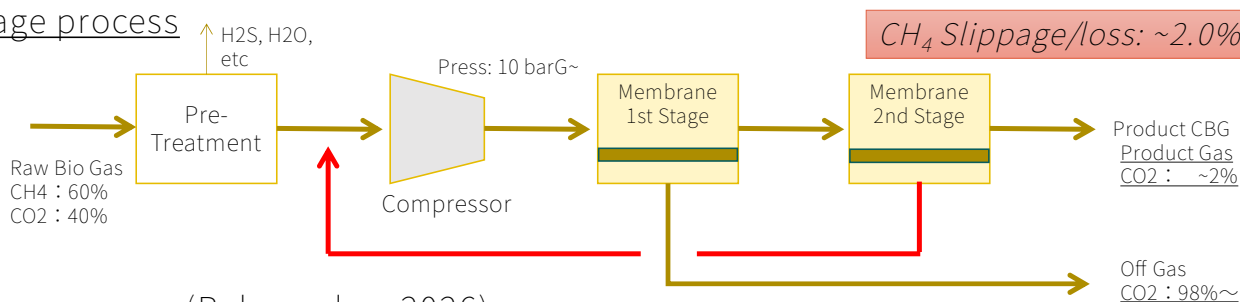 age process
H2S, H2O,
etc
CH₄ Slippage/loss: ~2.0%
Press: 10 barG~
Pre-
Treatment
Membrane
1st Stage
Membrane
2nd Stage
Raw Bio Gas
CH4：60%
CO2：40%
Compressor
Product CBG
Product Gas
CO2： ~2%
Off Gas
CO2：98%～